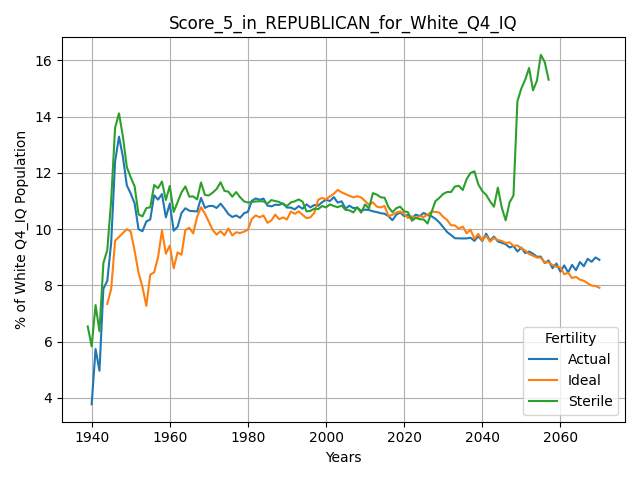 Score_5_in_REPUBLICAN_for_White_Q4_IQ
% of White Q4_IQ Population
16
14
12
10
8
6
4
1940
1960
1980
2000
2020
2040
2060
Years
Fertility
Actual
Ideal
Sterile